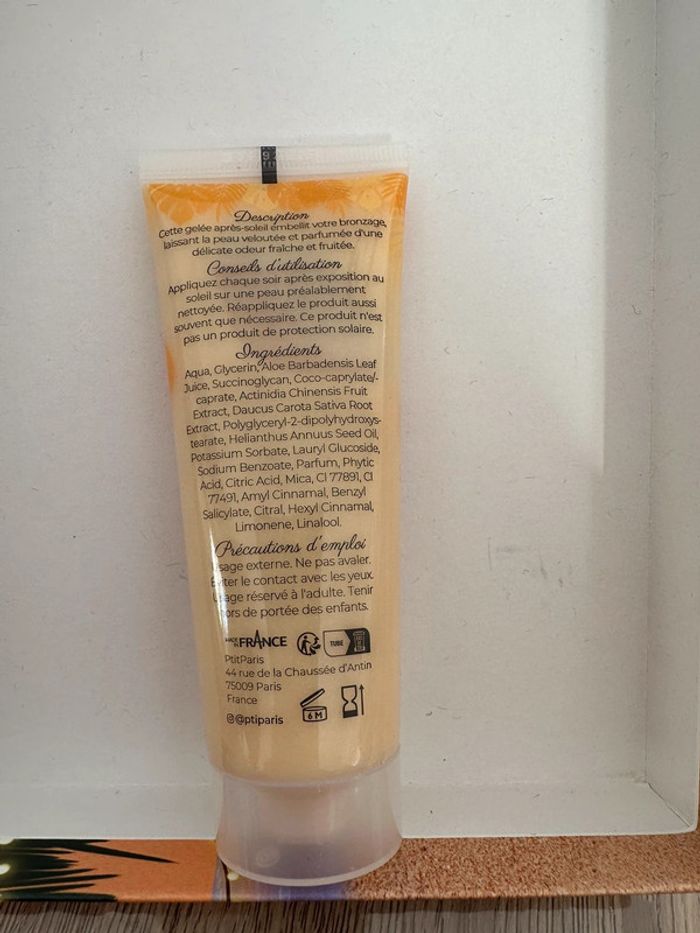 Description
Cette gelée après-soleil embellit votre bronzage,
laissant la peau veloutée et parfumée d'une
délicate odeur fraîche et fruitée.
Conseils d'utilisation
Appliquez chaque soir après exposition au
soleil sur une peau préalablement
nettoyée. Réappliquez le produit aussi
souvent que nécessaire. Ce produit n'est
pas un produit de protection solaire.
Ingrédients
Aqua, Glycerin, Aloe Barbadensis Leaf
Juice, Succinoglycan, Coco-caprylate/-
caprate, Actinidia Chinensis Fruit
Extract, Daucus Carota Sativa Root
Extract, Polyglyceryl-2-dipolyhydroxys-
tearate, Helianthus Annuus Seed Oil,
Potassium Sorbate, Lauryl Glucoside,
Sodium Benzoate, Parfum, Phytic
Acid, Citric Acid, Mica, CI 77891, CI
77491, Amyl Cinnamal, Benzyl
Salicylate, Citral, Hexyl Cinnamal,
Limonene, Linalool.
Précautions d'emploi
Usage externe. Ne pas avaler.
Eviter le contact avec les yeux.
Usage réservé à l'adulte. Tenir
hors de portée des enfants.
MADE IN FRANCE
TUBE
PtitParis
44 rue de la Chaussée d'Antin
75009 Paris
France
6 M
@ptiparis